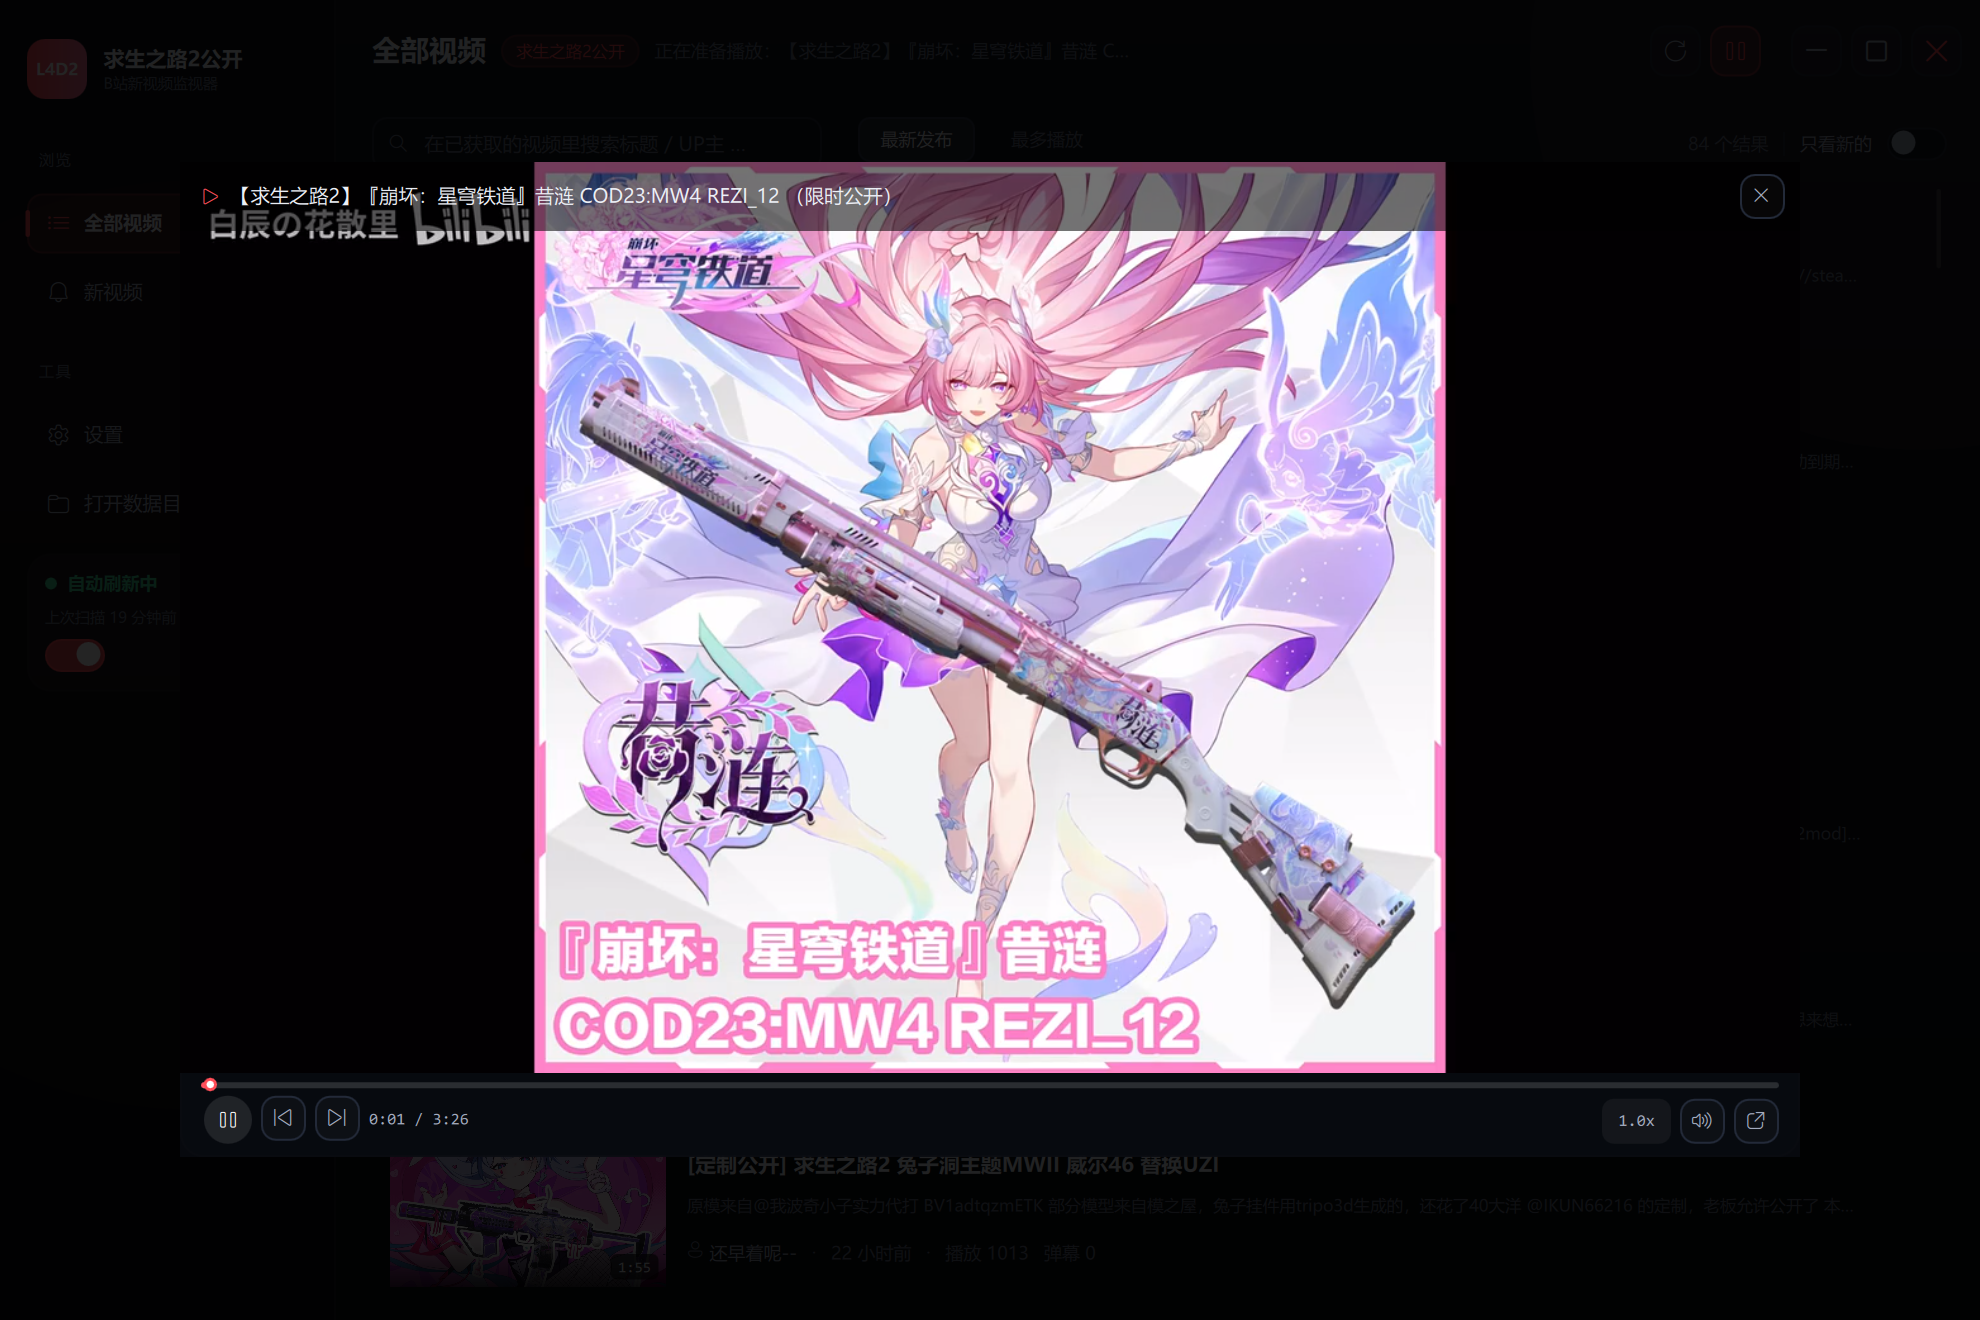 L4D2
求生之路2公开
B站新视频监视器
全部视频
求生之路2公开
正在准备播放：【求生之路2】『崩坏：星穹铁道』昔涟 C...
在已获取的视频里搜索标题 / UP主 ...
最新发布
最多播放
84 个结果
只看新的
浏览
全部视频
新视频
工具
设置
打开数据目
自动刷新中
上次扫描 19 分钟前
【求生之路2】『崩坏：星穹铁道』昔涟 COD23:MW4 REZI_12 （限时公开）
白辰の花散里 bilibili
崩坏
星穹铁道
星穹铁道
昔涟
昔涟
『崩坏：星穹铁道』昔涟
COD23:MW4 REZI_12
//stea...
动到期...
2mod]...
0:01 / 3:26
1.0x
[定制公开] 求生之路2 兔子洞主题MWII 威尔46 替换UZI
原模来自@我波奇小子实力代打 BV1adtqzmETK 部分模型来自模之屋，兔子挂件用tripo3d生成的，还花了40大洋 @IKUN66216 的定制，老板允许公开了 本...
还早着呢-- · 22 小时前 · 播放 1013 弹幕 0
1:55